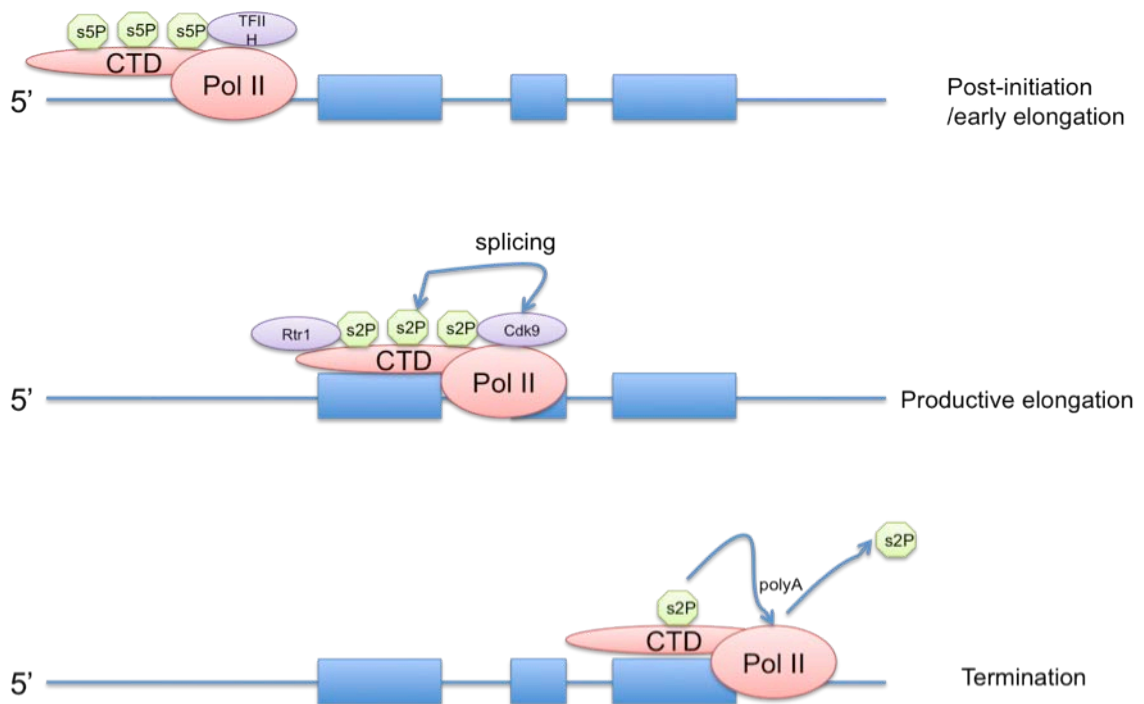 s5P s5P s5P TFII
H
CTD
Pol II
5’
Post-initiation
/early elongation
splicing
Rtr1 s2P s2P s2P Cdk9
CTD
Pol II
5’
Productive elongation
s2P
polyA
s2P
CTD
Pol II
5’
Termination